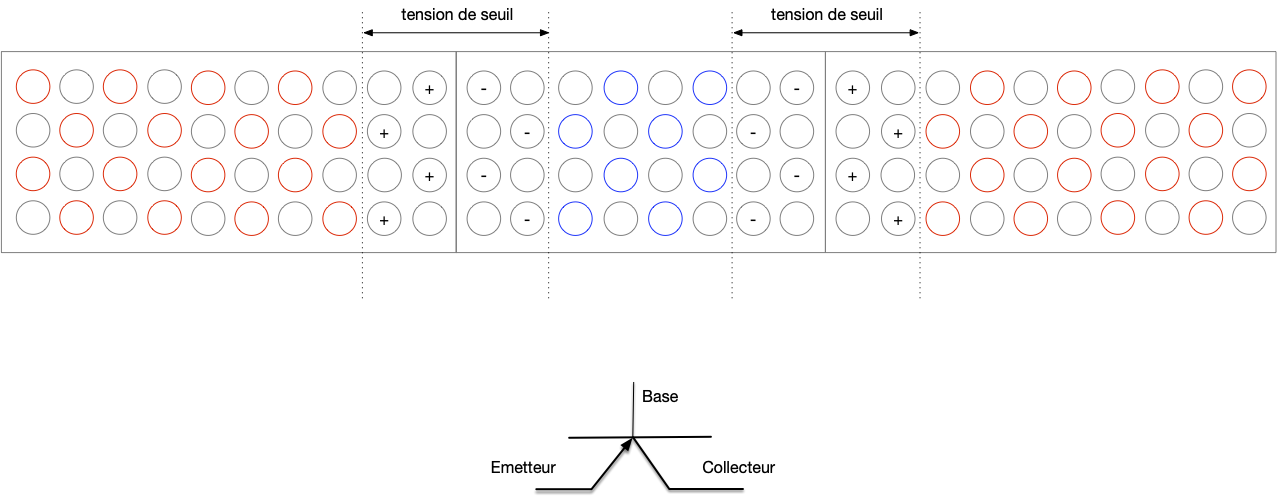 tension de seuil tension de seuil
+ - - +
+ - - +
+ - - +
+ - - +
Base
Emetteur Collecteur